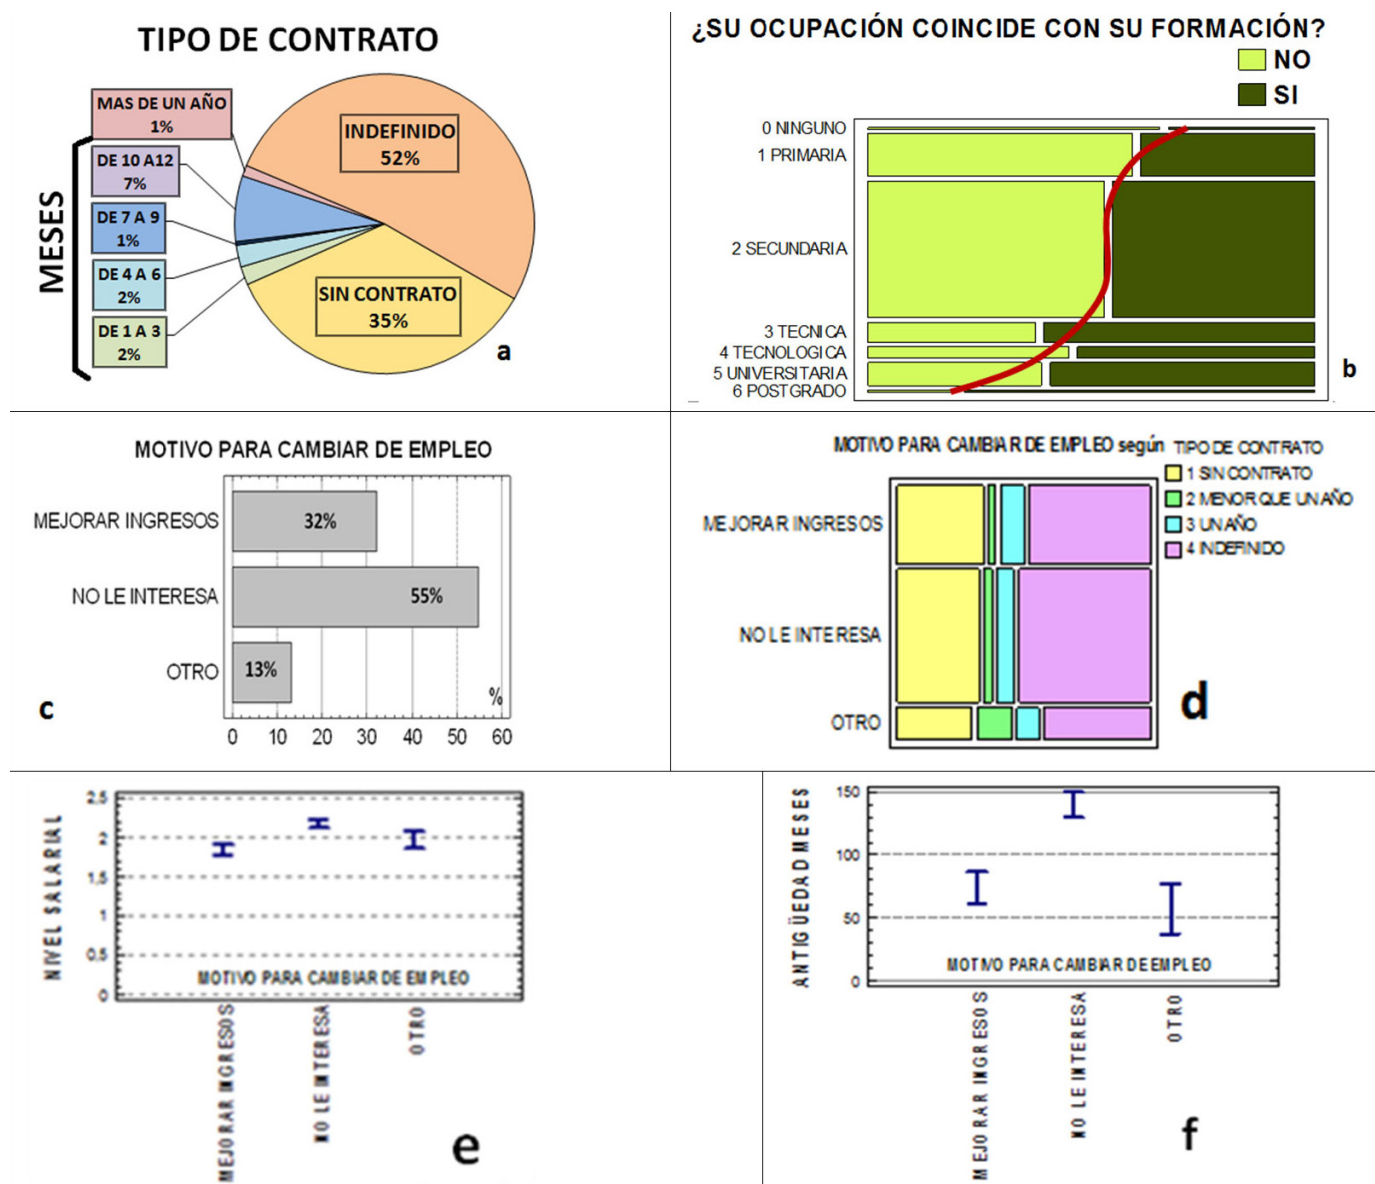 TIPO DE CONTRATO
MAS DE UN AÑO
1%
DE 10 A12
7%
DE 7 A 9
1%
DE 4 A 6
2%
DE 1 A 3
2%
MESES
INDEFINIDO
52%
SIN CONTRATO
35%
a
¿SU OCUPACIÓN COINCIDE CON SU FORMACIÓN?
NO
SI
0 NINGUNO
1 PRIMARIA
2 SECUNDARIA
3 TECNICA
4 TECNOLOGICA
5 UNIVERSITARIA
6 POSTGRADO
b
MOTIVO PARA CAMBIAR DE EMPLEO
MEJORAR INGRESOS
32%
NO LE INTERESA
55%
OTRO
13%
%
0 10 20 30 40 50 60
c
MOTIVO PARA CAMBIAR DE EMPLEO según TIPO DE CONTRATO
1 SIN CONTRATO
2 MENOR QUE UN AÑO
3 UN AÑO
4 INDEFINIDO
MEJORAR INGRESOS
NO LE INTERESA
OTRO
d
NIVEL SALARIAL
2.5
2
1.5
1
0.5
0
MOTIVO PARA CAMBIAR DE EMPLEO
MEJORAR INGRESOS
NO LE INTERESA
OTRO
e
ANTIGÜEDAD MESES
150
100
50
0
MOTIVO PARA CAMBIAR DE EMPLEO
MEJORAR INGRESOS
NO LE INTERESA
OTRO
f